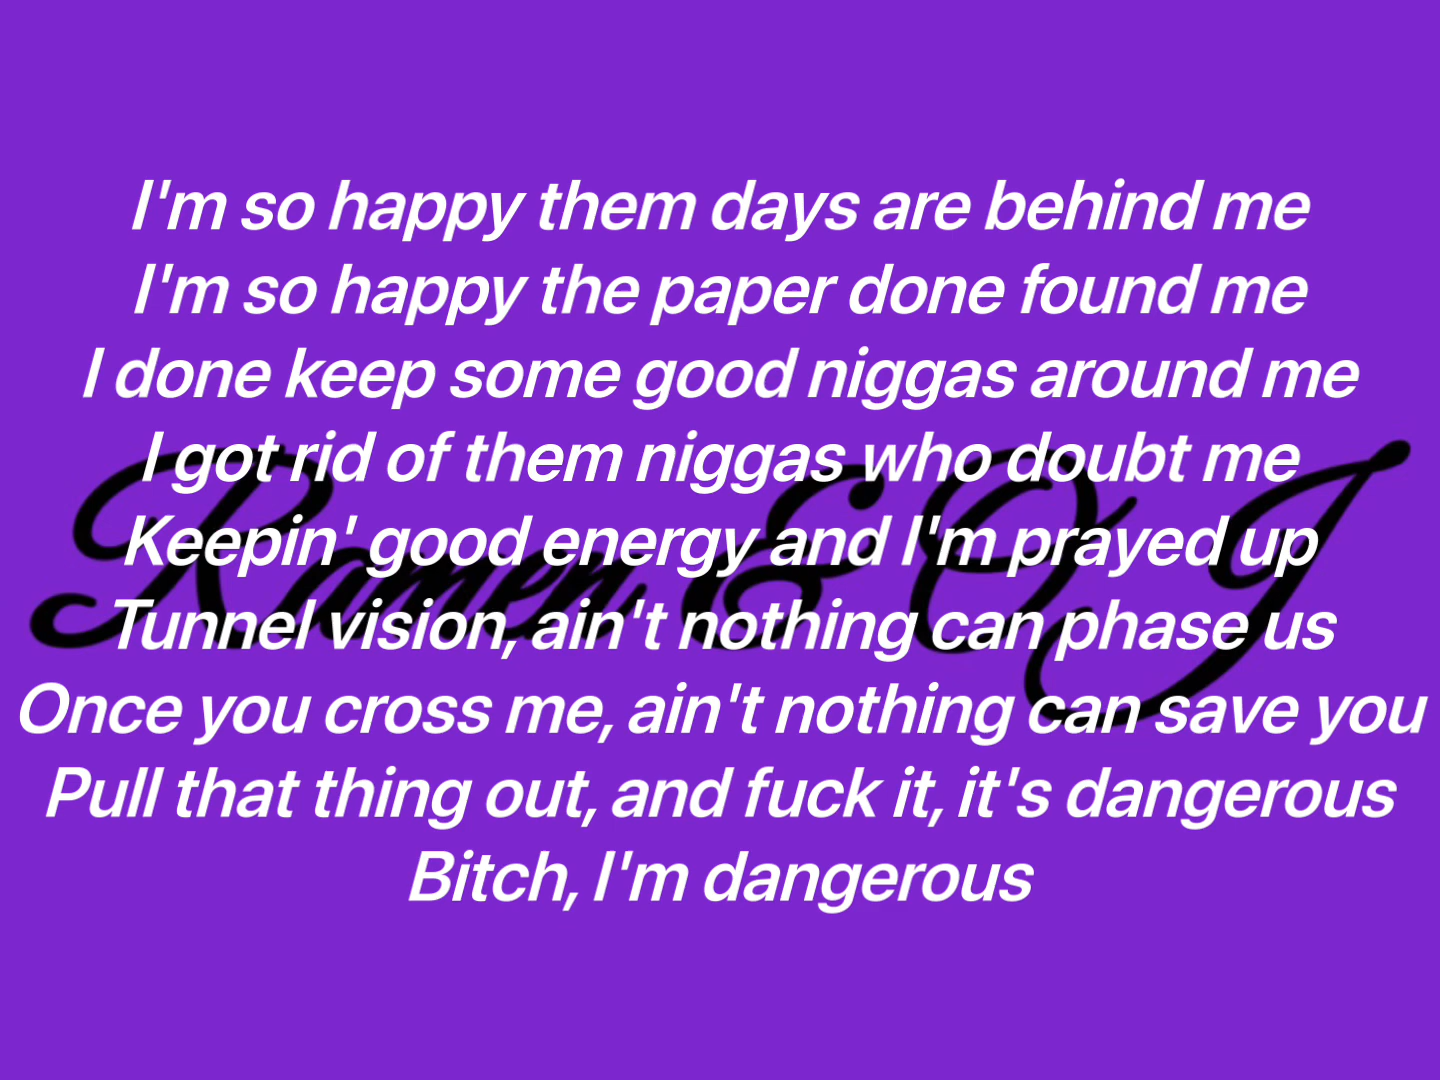 I'm so happy them days are behind me
I'm so happy the paper done found me
I done keep some good niggas around me
I got rid of them niggas who doubt me
Keepin' good energy and I'm prayed up
Tunnel vision, ain't nothing can phase us
Once you cross me, ain't nothing can save you
Pull that thing out, and fuck it, it's dangerous
Bitch, I'm dangerous
Ramen & OJ